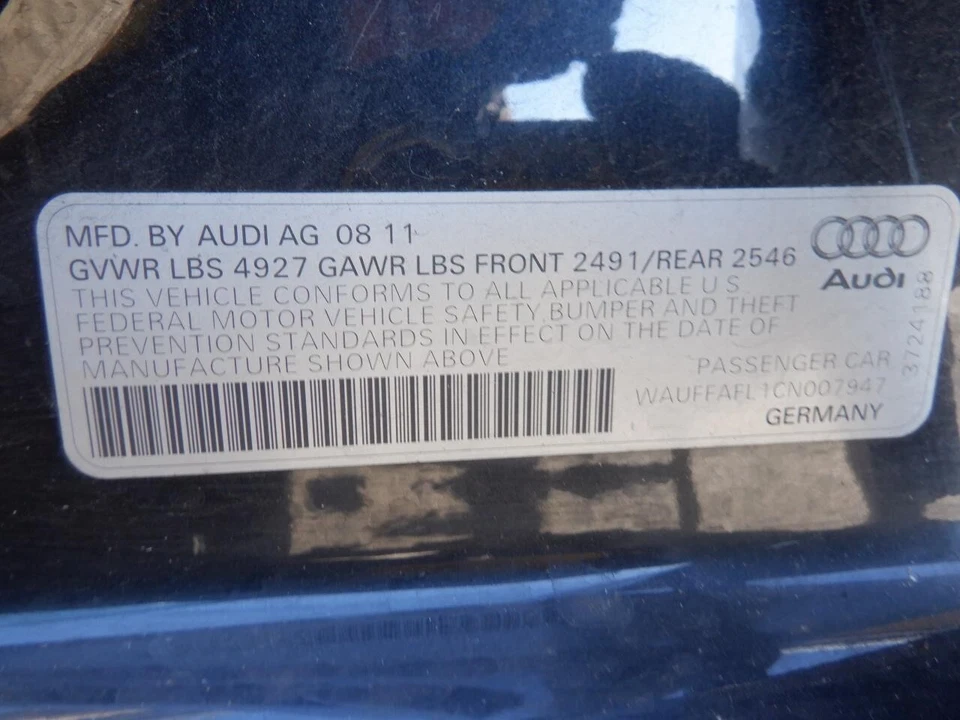 MFD. BY AUDI AG 08 11
GVWR LBS 4927 GAWR LBS FRONT 2491/REAR 2546
THIS VEHICLE CONFORMS TO ALL APPLICABLE U S
FEDERAL MOTOR VEHICLE SAFETY, BUMPER AND THEFT
PREVENTION STANDARDS IN EFFECT ON THE DATE OF
MANUFACTURE SHOWN ABOVE
PASSENGER CAR
WAUFFAFL1CN007947
GERMANY
Audi
3724188